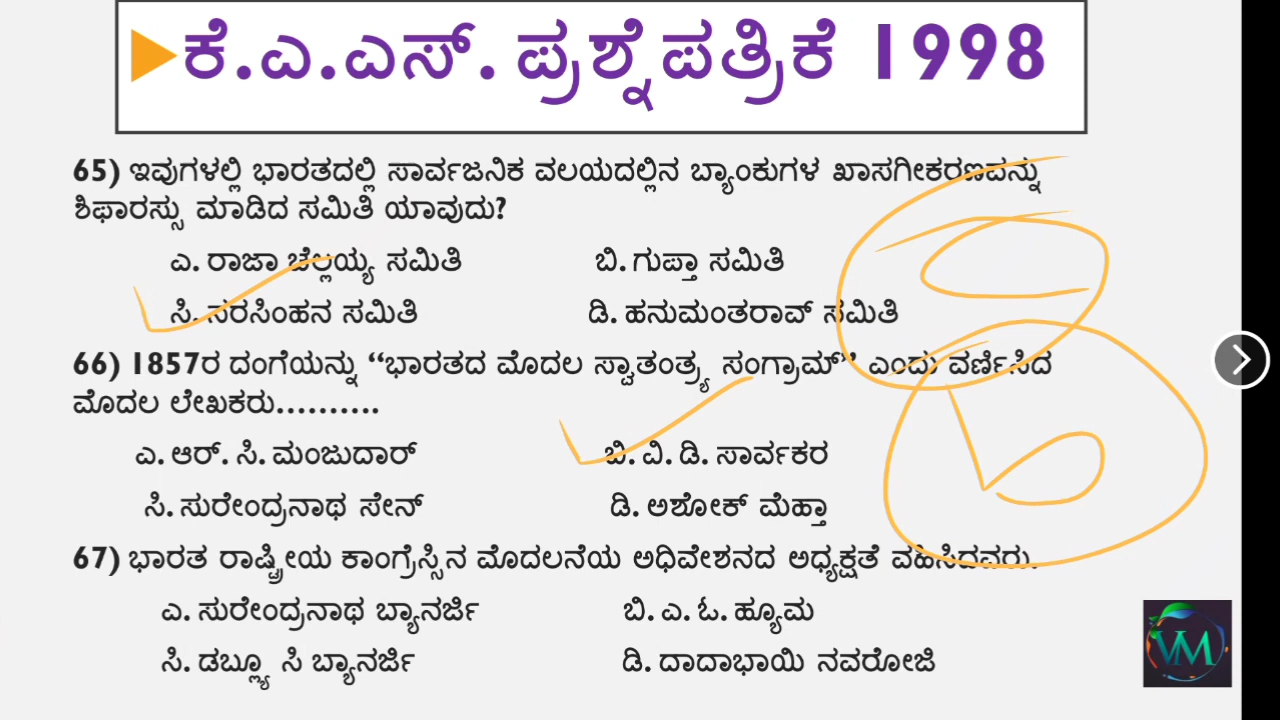 ಕೆ.ಎ.ಎಸ್. ಪ್ರಶ್ನೆಪತ್ರಿಕೆ 1998
65) ಇವುಗಳಲ್ಲಿ ಭಾರತದಲ್ಲಿ ಸಾರ್ವಜನಿಕ ವಲಯದಲ್ಲಿನ ಬ್ಯಾಂಕುಗಳ ಖಾಸಗೀಕರಣವನ್ನು
ಶಿಫಾರಸ್ಸು ಮಾಡಿದ ಸಮಿತಿ ಯಾವುದು?
ಎ. ರಾಜಾ ಚೆಲ್ಲಯ್ಯ ಸಮಿತಿ ಬಿ. ಗುಪ್ತಾ ಸಮಿತಿ
ಸಿ. ನರಸಿಂಹನ ಸಮಿತಿ ಡಿ. ಹನುಮಂತರಾವ್ ಸಮಿತಿ
66) 1857ರ ದಂಗೆಯನ್ನು “ಭಾರತದ ಮೊದಲ ಸ್ವಾತಂತ್ರ್ಯ ಸಂಗ್ರಾಮ್” ಎಂದು ವರ್ಣಿಸಿದ
ಮೊದಲ ಲೇಖಕರು..........
ಎ. ಆರ್. ಸಿ. ಮಂಜುದಾರ್ ಬಿ. ವಿ. ಡಿ. ಸಾರ್ವಕರ
ಸಿ. ಸುರೇಂದ್ರನಾಥ ಸೇನ್ ಡಿ. ಅಶೋಕ್ ಮೆಹ್ತಾ
67) ಭಾರತ ರಾಷ್ಟ್ರೀಯ ಕಾಂಗ್ರೆಸ್ಸಿನ ಮೊದಲನೆಯ ಅಧಿವೇಶನದ ಅಧ್ಯಕ್ಷತೆ ವಹಿಸಿದವರು.
ಎ. ಸುರೇಂದ್ರನಾಥ ಬ್ಯಾನರ್ಜಿ ಬಿ. ಎ. ಓ. ಹ್ಯೂಮ
ಸಿ. ಡಬ್ಲ್ಯೂ ಸಿ ಬ್ಯಾನರ್ಜಿ ಡಿ. ದಾದಾಭಾಯಿ ನವರೋಜಿ
VM